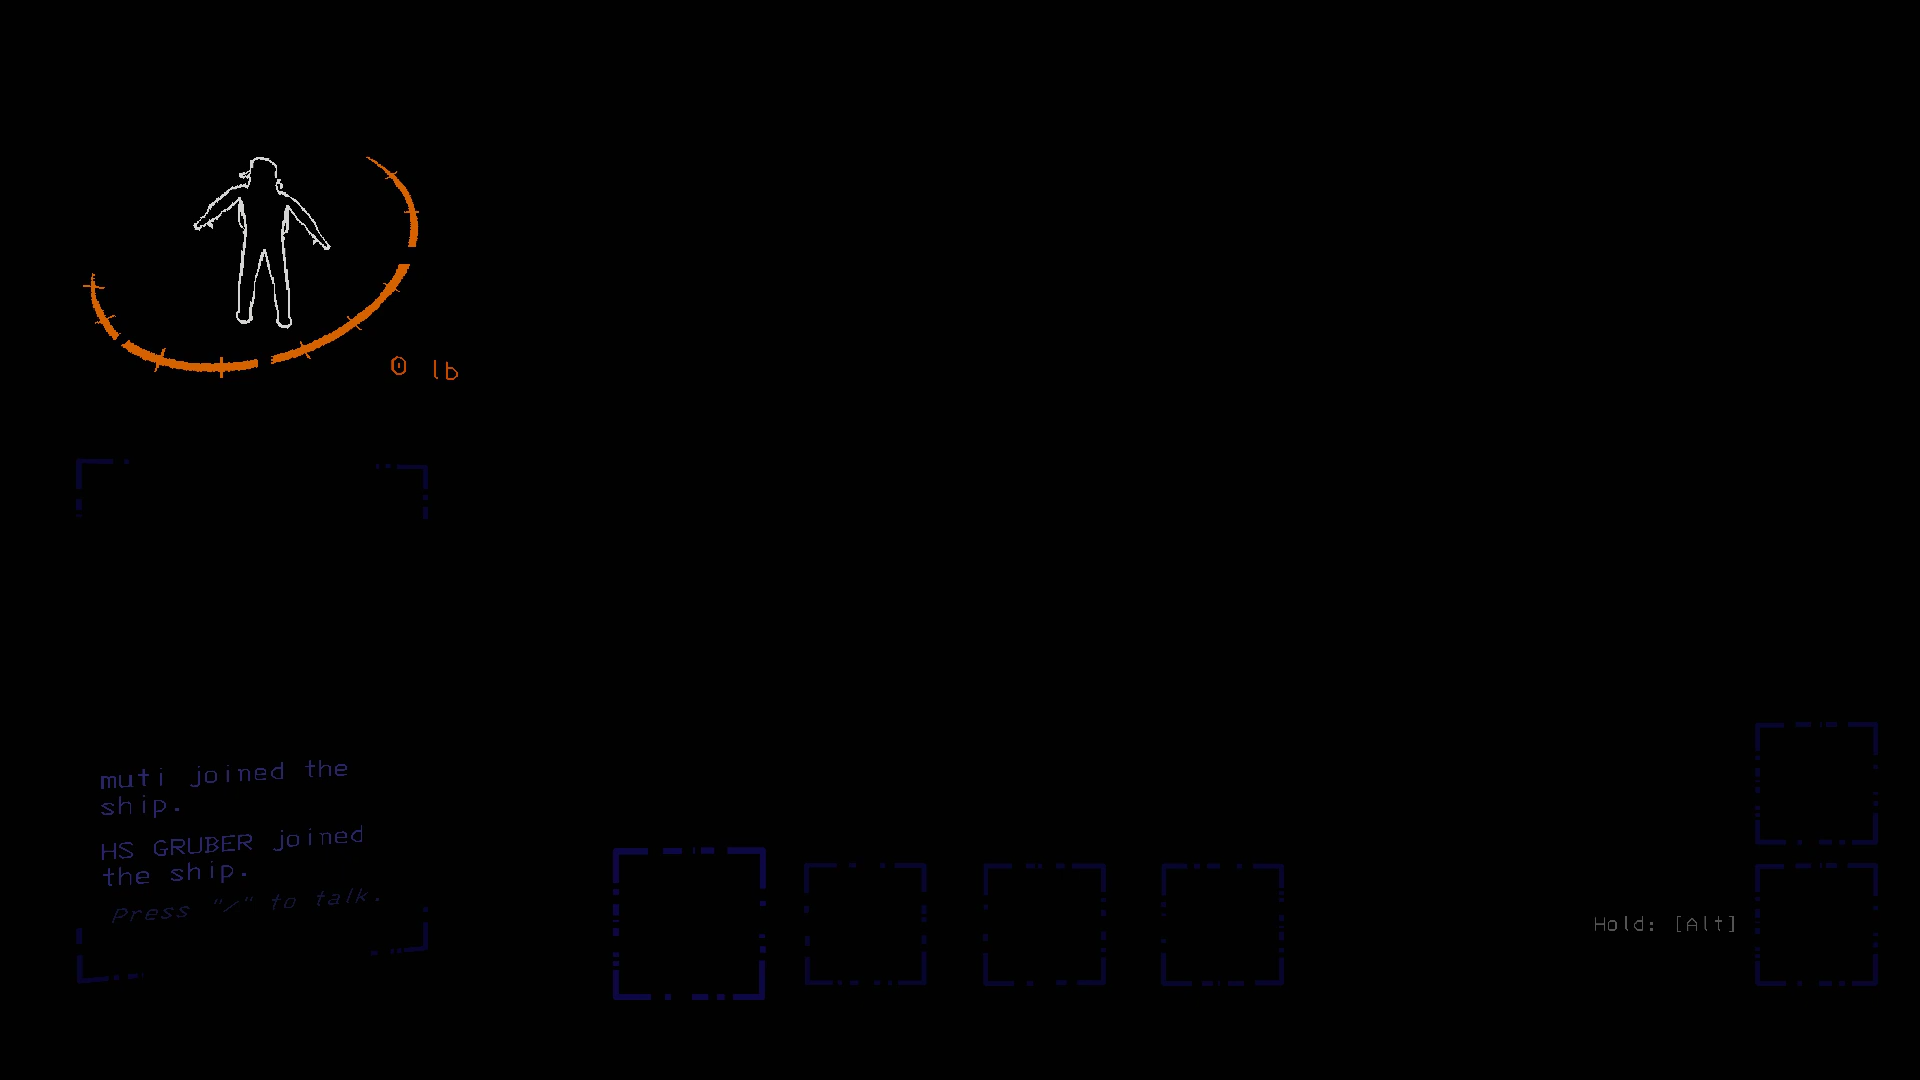 0 lb
muti joined the
ship.
HS GRUBER joined
the ship.
Press "/" to talk.
Hold: [Alt]